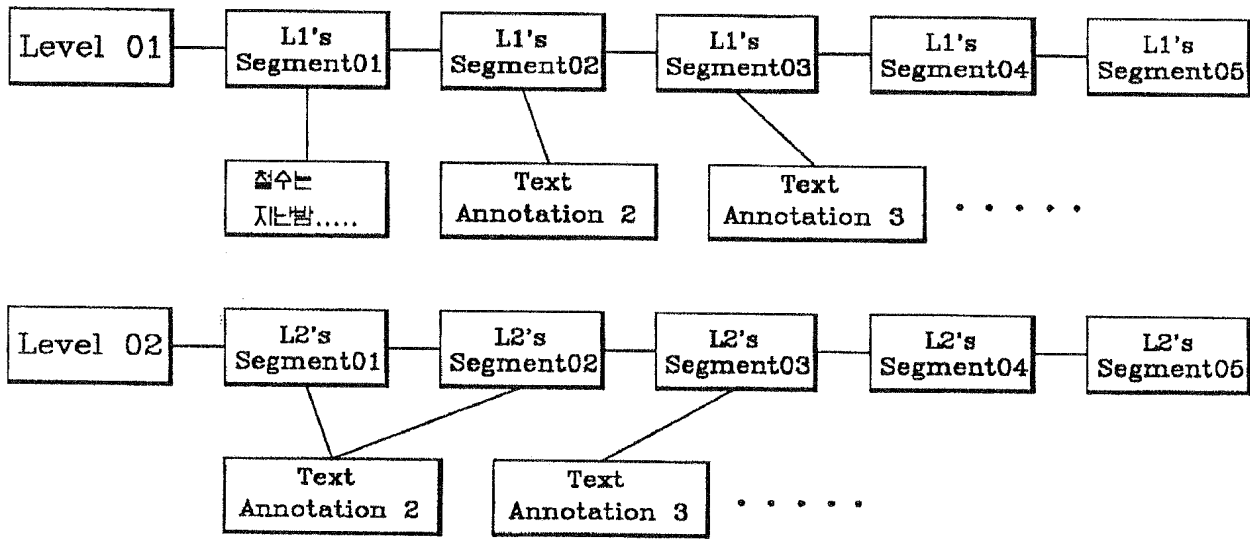 Level 01
L1's
Segment01
L1's
Segment02
L1's
Segment03
L1's
Segment04
L1's
Segment05
철수는
지난밤.....
Text
Annotation 2
Text
Annotation 3
. . . . .
Level 02
L2's
Segment01
L2's
Segment02
L2's
Segment03
L2's
Segment04
L2's
Segment05
Text
Annotation 2
Text
Annotation 3
. . . . .